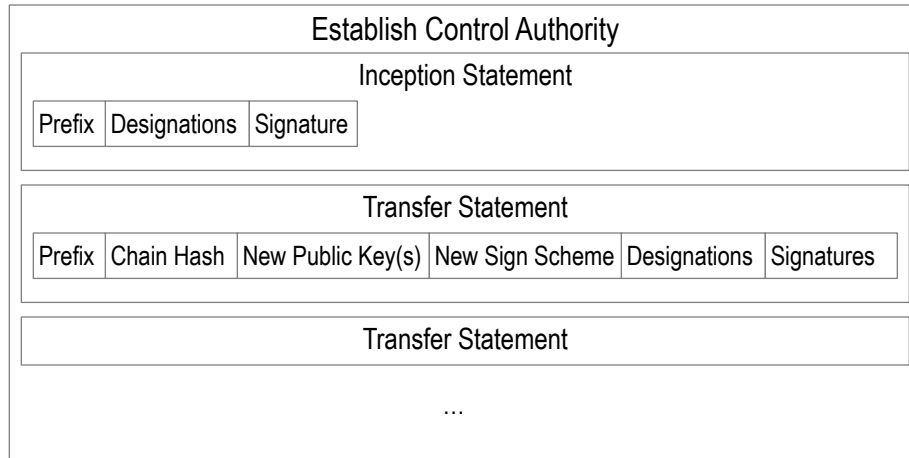 Establish Control Authority
Inception Statement
Prefix Designations Signature
Transfer Statement
Prefix Chain Hash New Public Key(s) New Sign Scheme Designations Signatures
Transfer Statement
...